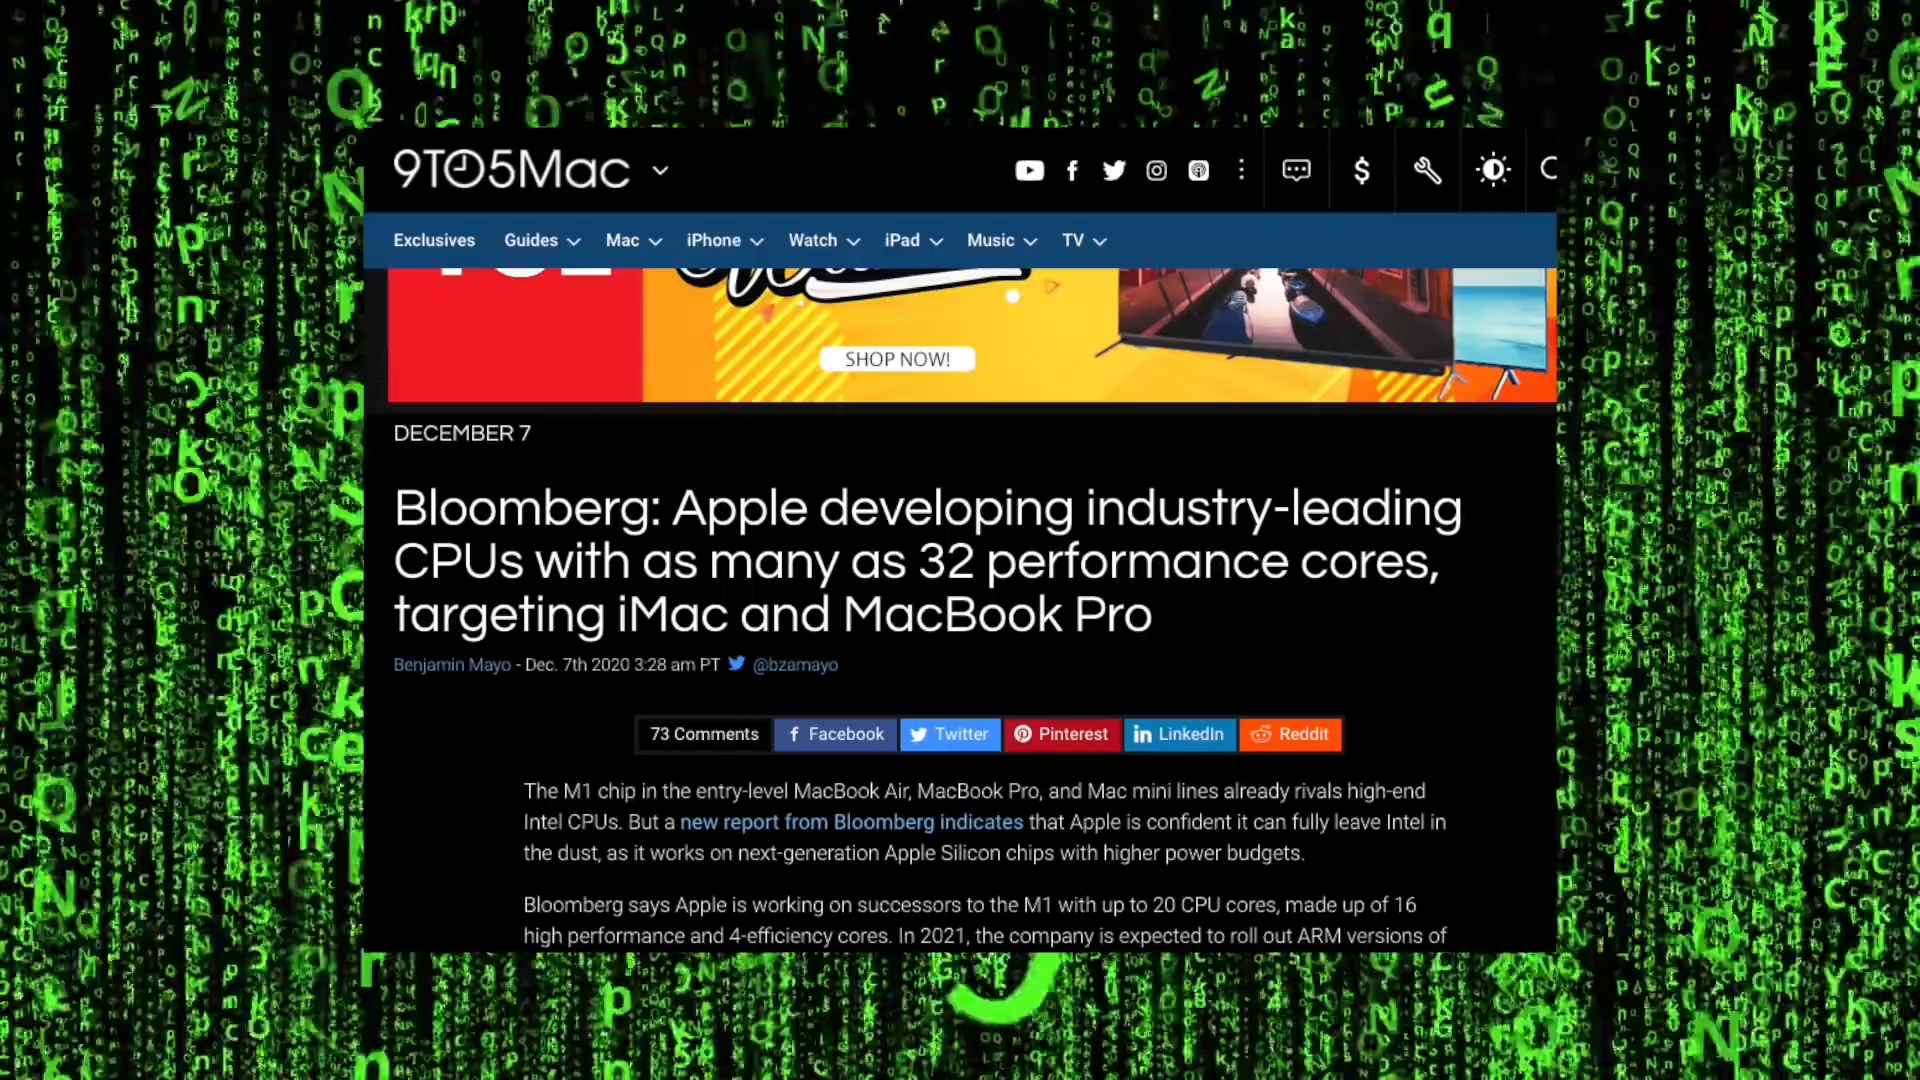 9TO5Mac
Exclusives Guides Mac iPhone Watch iPad Music TV
SHOP NOW!
DECEMBER 7
Bloomberg: Apple developing industry-leading
CPUs with as many as 32 performance cores,
targeting iMac and MacBook Pro
Benjamin Mayo - Dec. 7th 2020 3:28 am PT @bzamayo
73 Comments Facebook Twitter Pinterest LinkedIn Reddit
The M1 chip in the entry-level MacBook Air, MacBook Pro, and Mac mini lines already rivals high-end
Intel CPUs. But a new report from Bloomberg indicates that Apple is confident it can fully leave Intel in
the dust, as it works on next-generation Apple Silicon chips with higher power budgets.
Bloomberg says Apple is working on successors to the M1 with up to 20 CPU cores, made up of 16
high performance and 4-efficiency cores. In 2021, the company is expected to roll out ARM versions of